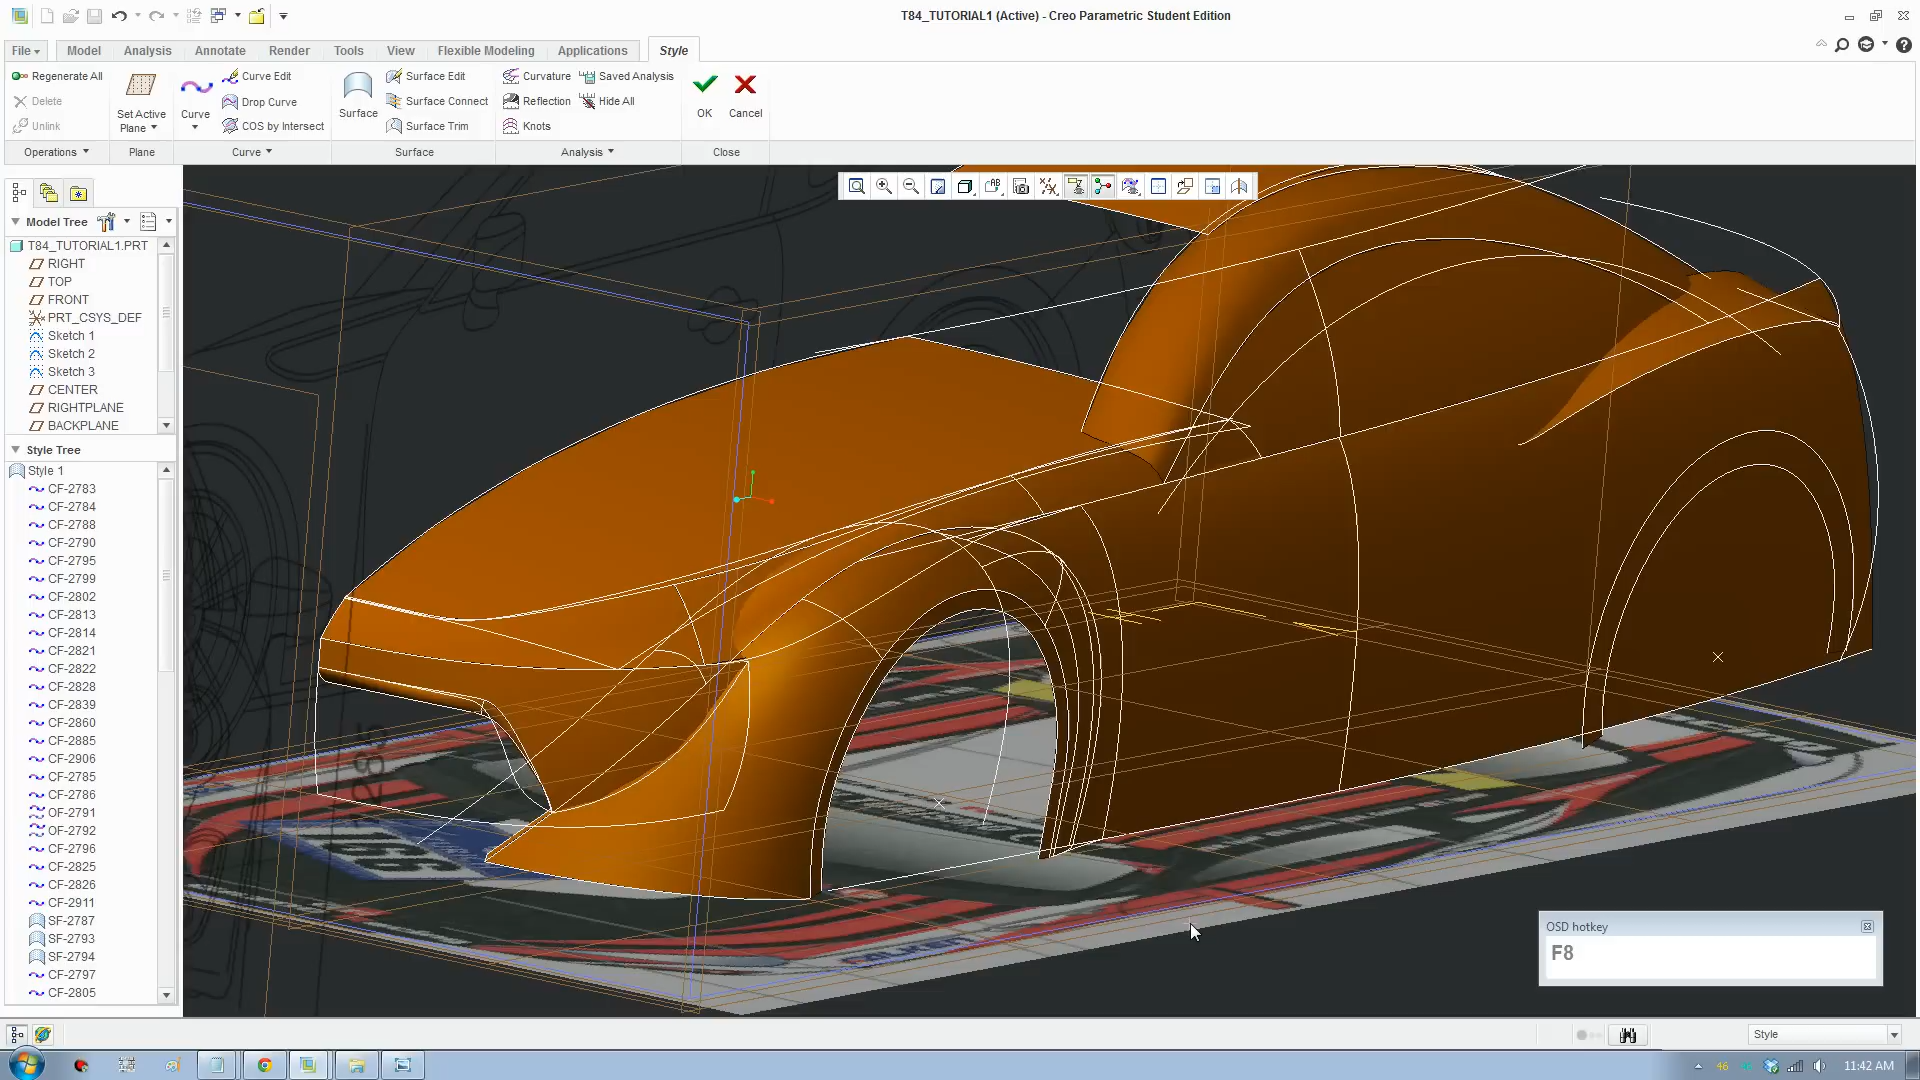 T84_TUTORIAL1 (Active) - Creo Parametric Student Edition
File
Model
Analysis
Annotate
Render
Tools
View
Flexible Modeling
Applications
Style
Regenerate All
Delete
Unlink
Operations
Set Active
Plane
Plane
Curve
Curve Edit
Drop Curve
COS by Intersect
Curve
Surface
Surface Edit
Surface Connect
Surface Trim
Surface
Curvature
Reflection
Knots
Saved Analysis
Hide All
Analysis
OK
Cancel
Close
Model Tree
T84_TUTORIAL1.PRT
RIGHT
TOP
FRONT
PRT_CSYS_DEF
Sketch 1
Sketch 2
Sketch 3
CENTER
RIGHTPLANE
BACKPLANE
Style Tree
Style 1
CF-2783
CF-2784
CF-2788
CF-2790
CF-2795
CF-2799
CF-2802
CF-2813
CF-2814
CF-2821
CF-2822
CF-2828
CF-2839
CF-2860
CF-2885
CF-2906
CF-2785
CF-2786
OF-2791
OF-2792
CF-2796
CF-2825
CF-2826
CF-2911
SF-2787
SF-2793
SF-2794
CF-2797
CF-2805
OSD hotkey
F8
Style
46
11:42 AM